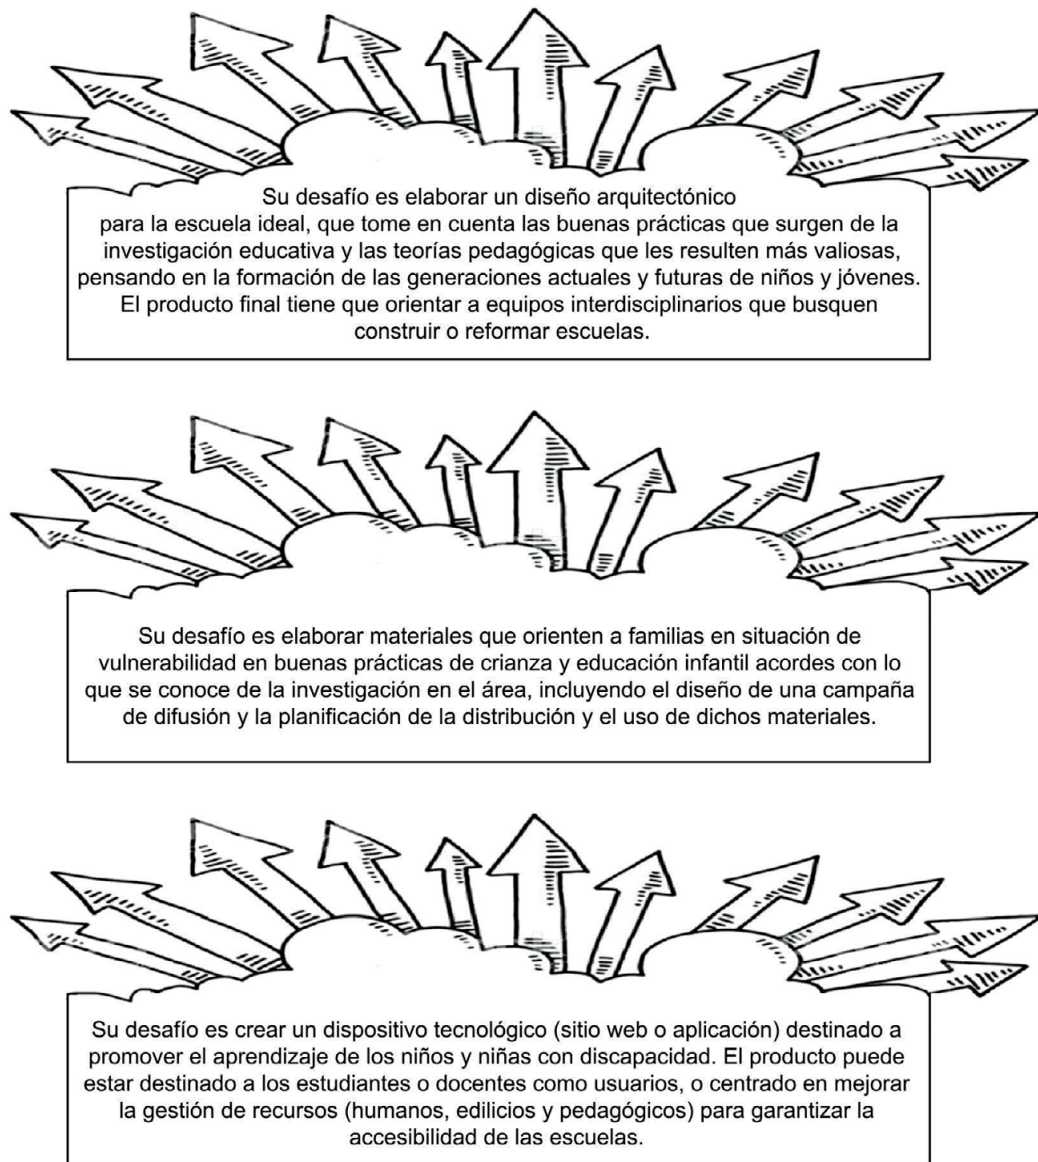 Su desafío es elaborar un diseño arquitectónico
para la escuela ideal, que tome en cuenta las buenas prácticas que surgen de la
investigación educativa y las teorías pedagógicas que les resulten más valiosas,
pensando en la formación de las generaciones actuales y futuras de niños y jóvenes.
El producto final tiene que orientar a equipos interdisciplinarios que busquen
construir o reformar escuelas.
Su desafío es elaborar materiales que orienten a familias en situación de
vulnerabilidad en buenas prácticas de crianza y educación infantil acordes con lo
que se conoce de la investigación en el área, incluyendo el diseño de una campaña
de difusión y la planificación de la distribución y el uso de dichos materiales.
Su desafío es crear un dispositivo tecnológico (sitio web o aplicación) destinado a
promover el aprendizaje de los niños y niñas con discapacidad. El producto puede
estar destinado a los estudiantes o docentes como usuarios, o centrado en mejorar
la gestión de recursos (humanos, edilicios y pedagógicos) para garantizar la
accesibilidad de las escuelas.